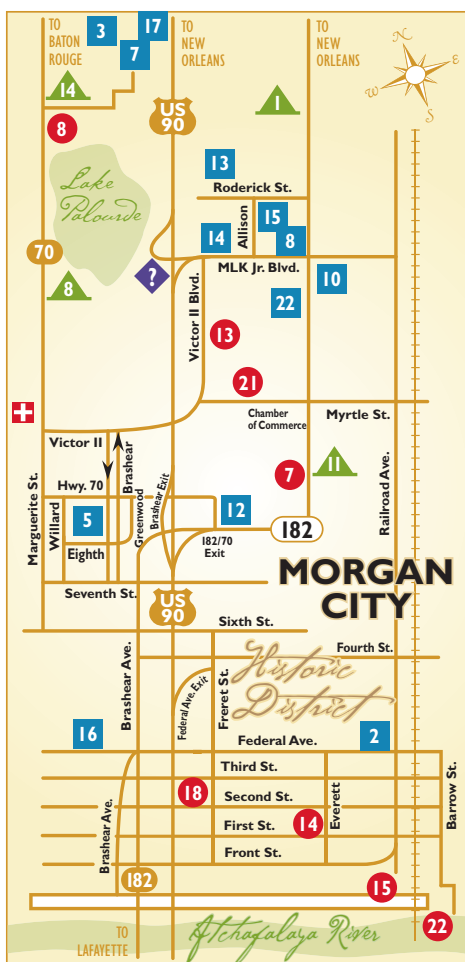 TO
BATON
ROUGE
3
17
7
TO
NEW
ORLEANS
TO
NEW
ORLEANS
N
E
W
S
14
8
US
90
1
13
Roderick St.
Lake
Palourde
Allison
15
14
8
MLK Jr. Blvd.
70
8
?
10
22
Victor II Blvd.
13
21
Chamber
of Commerce
Myrtle St.
Victor II
Brashear
Hwy. 70
Greenwood
Brashear Exit
7
11
Railroad Ave.
Marguerite St.
Willard
5
Eighth
12
182/70
Exit
182
MORGAN
CITY
Seventh St.
US
90
Sixth St.
Fourth St.
Brashear Ave.
Federal Ave. Exit
Freret St.
Historic
District
16
Federal Ave.
2
Third St.
18
Second St.
Everett
Barrow St.
First St.
14
Brashear Ave.
Front St.
182
15
22
TO
LAFAYETTE
Atchafalaya River